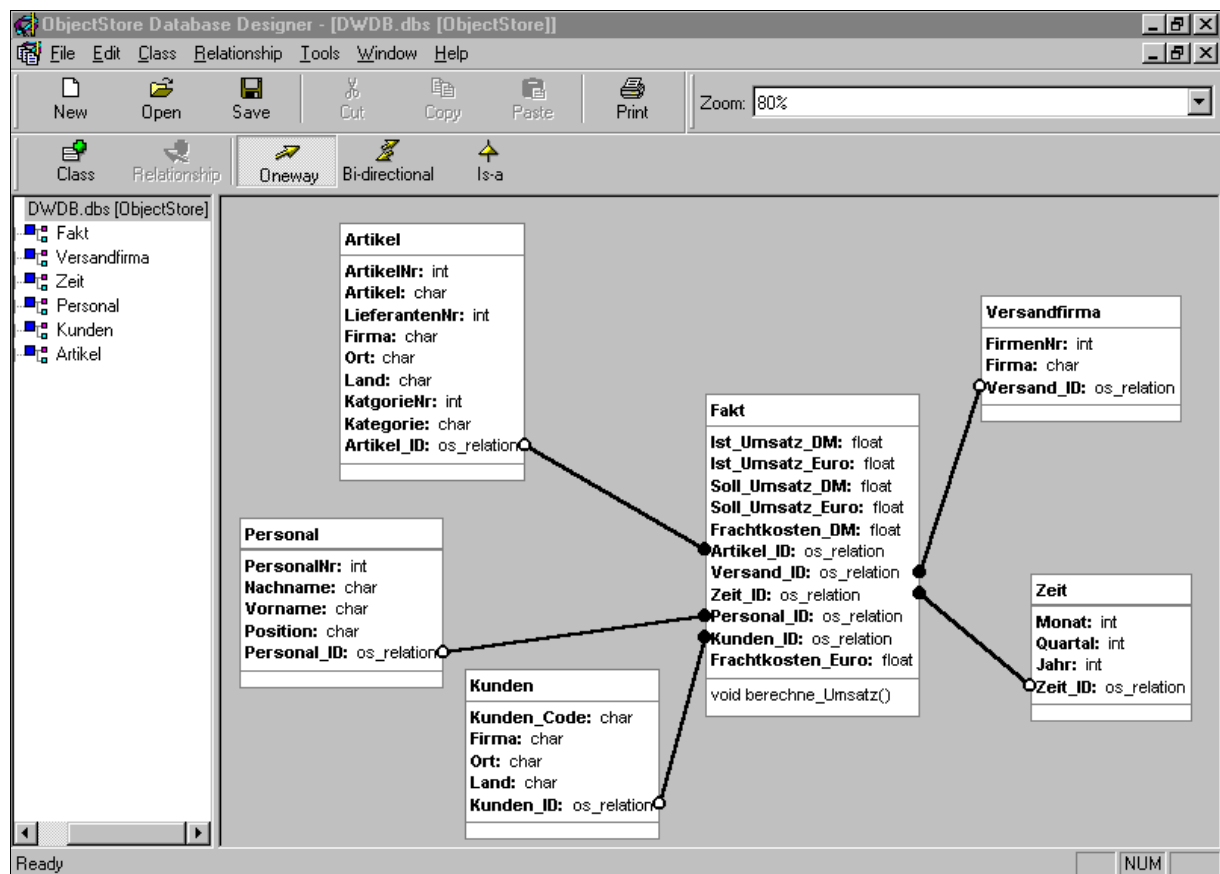 ObjectStore Database Designer - [DWDB.dbs [ObjectStore]]
File Edit Class Relationship Tools Window Help
New Open Save Cut Copy Paste Print Zoom: 80%
Class Relationship Oneway Bi-directional Is-a
DWDB.dbs [ObjectStore]
Fakt
Versandfirma
Zeit
Personal
Kunden
Artikel
Artikel
ArtikelNr: int
Artikel: char
LieferantenNr: int
Firma: char
Ort: char
Land: char
KatgorieNr: int
Kategorie: char
Artikel_ID: os_relation
Personal
PersonalNr: int
Nachname: char
Vorname: char
Position: char
Personal_ID: os_relation
Kunden
Kunden_Code: char
Firma: char
Ort: char
Land: char
Kunden_ID: os_relation
Fakt
Ist_Umsatz_DM: float
Ist_Umsatz_Euro: float
Soll_Umsatz_DM: float
Soll_Umsatz_Euro: float
Frachtkosten_DM: float
Artikel_ID: os_relation
Versand_ID: os_relation
Zeit_ID: os_relation
Personal_ID: os_relation
Kunden_ID: os_relation
Frachtkosten_Euro: float
void berechne_Umsatz()
Versandfirma
FirmenNr: int
Firma: char
Versand_ID: os_relation
Zeit
Monat: int
Quartal: int
Jahr: int
Zeit_ID: os_relation
Ready NUM